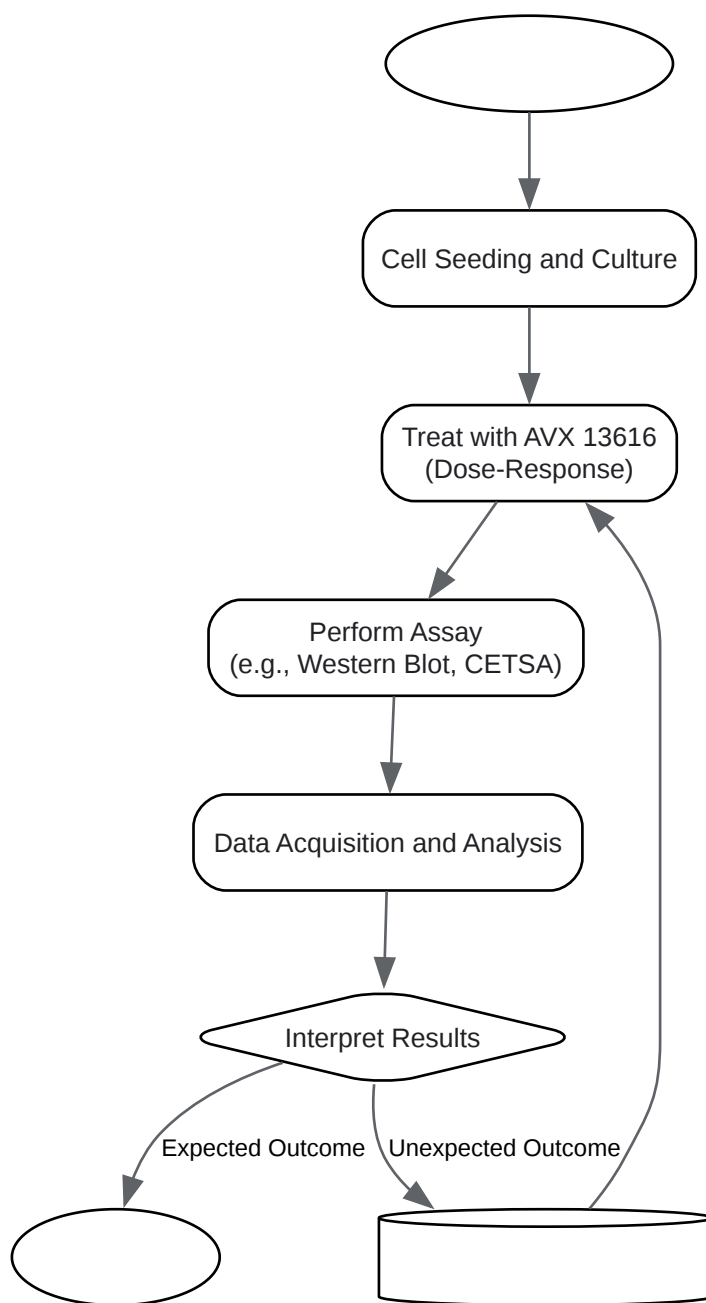 Cell Seeding and Culture
Treat with AVX 13616
(Dose-Response)
Perform Assay
(e.g., Western Blot, CETSA)
Data Acquisition and Analysis
Interpret Results
Expected Outcome
Unexpected Outcome